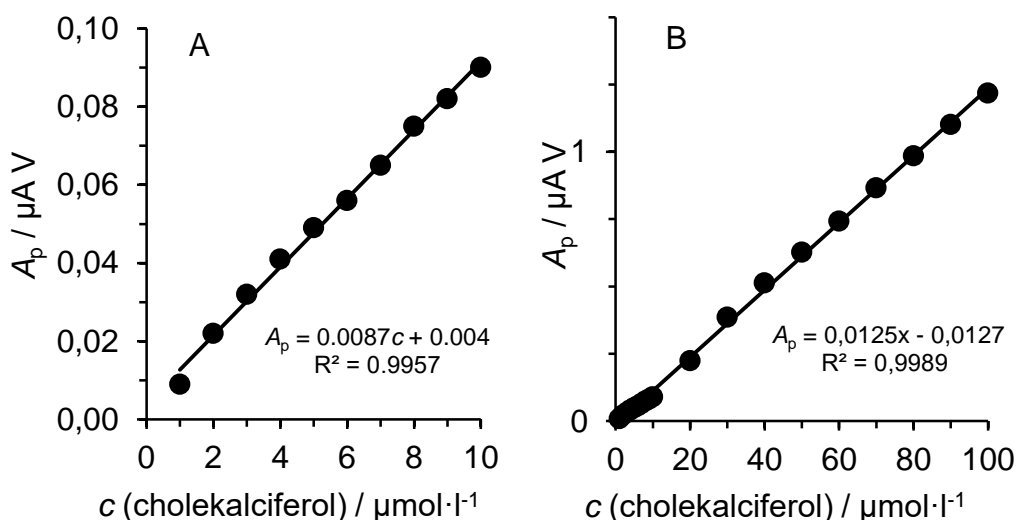 A
A_p / µA V
0,10
0,08
0,06
0,04
0,02
0,00
A_p = 0.0087c + 0.004
R² = 0.9957
0 2 4 6 8 10
c (cholekalciferol) / µmol·l⁻¹
B
A_p / µA V
1
0
A_p = 0,0125x - 0,0127
R² = 0,9989
0 20 40 60 80 100
c (cholekalciferol) / µmol·l⁻¹